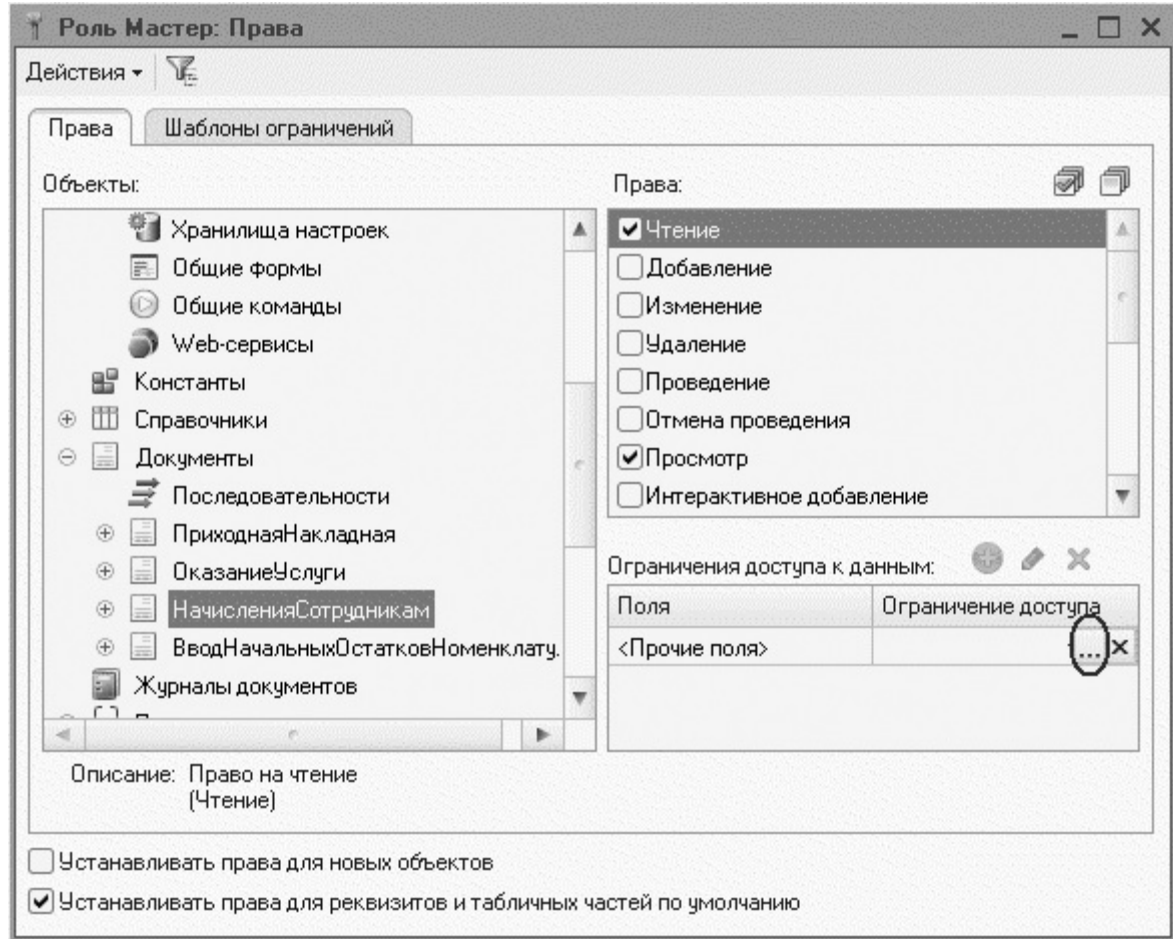 Роль Мастер: Права
Действия
Права
Шаблоны ограничений
Объекты:
Хранилища настроек
Общие формы
Общие команды
Web-сервисы
Константы
Справочники
Документы
Последовательности
ПриходнаяНакладная
ОказаниеУслуги
НачисленияСотрудникам
ВводНачальныхОстатковНоменклату.
Журналы документов
Описание: Право на чтение
(Чтение)
Права:
Чтение
Добавление
Изменение
Удаление
Проведение
Отмена проведения
Просмотр
Интерактивное добавление
Ограничения доступа к данным:
Поля
Ограничение доступа
<Прочие поля>
...
Устанавливать права для новых объектов
Устанавливать права для реквизитов и табличных частей по умолчанию